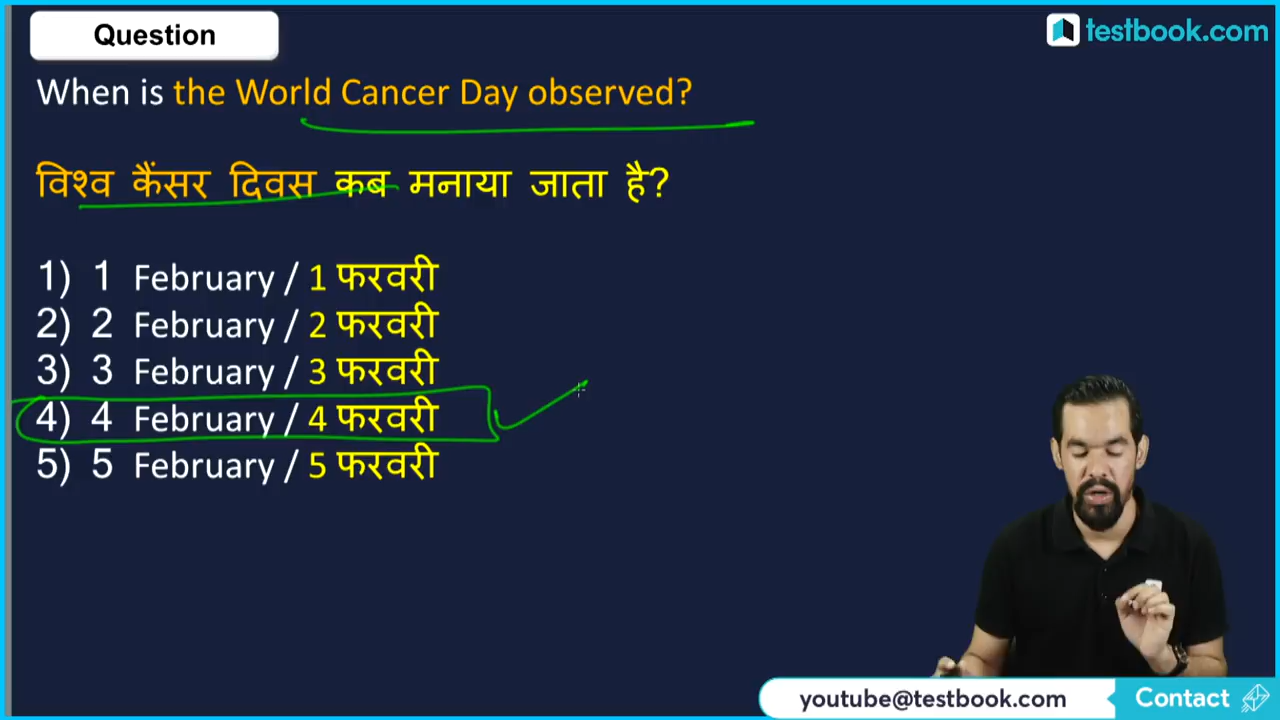 Question
testbook.com
When is the World Cancer Day observed?
विश्व कैंसर दिवस कब मनाया जाता है?
1) 1 February / 1 फरवरी
2) 2 February / 2 फरवरी
3) 3 February / 3 फरवरी
4) 4 February / 4 फरवरी
5) 5 February / 5 फरवरी
youtube@testbook.com
Contact